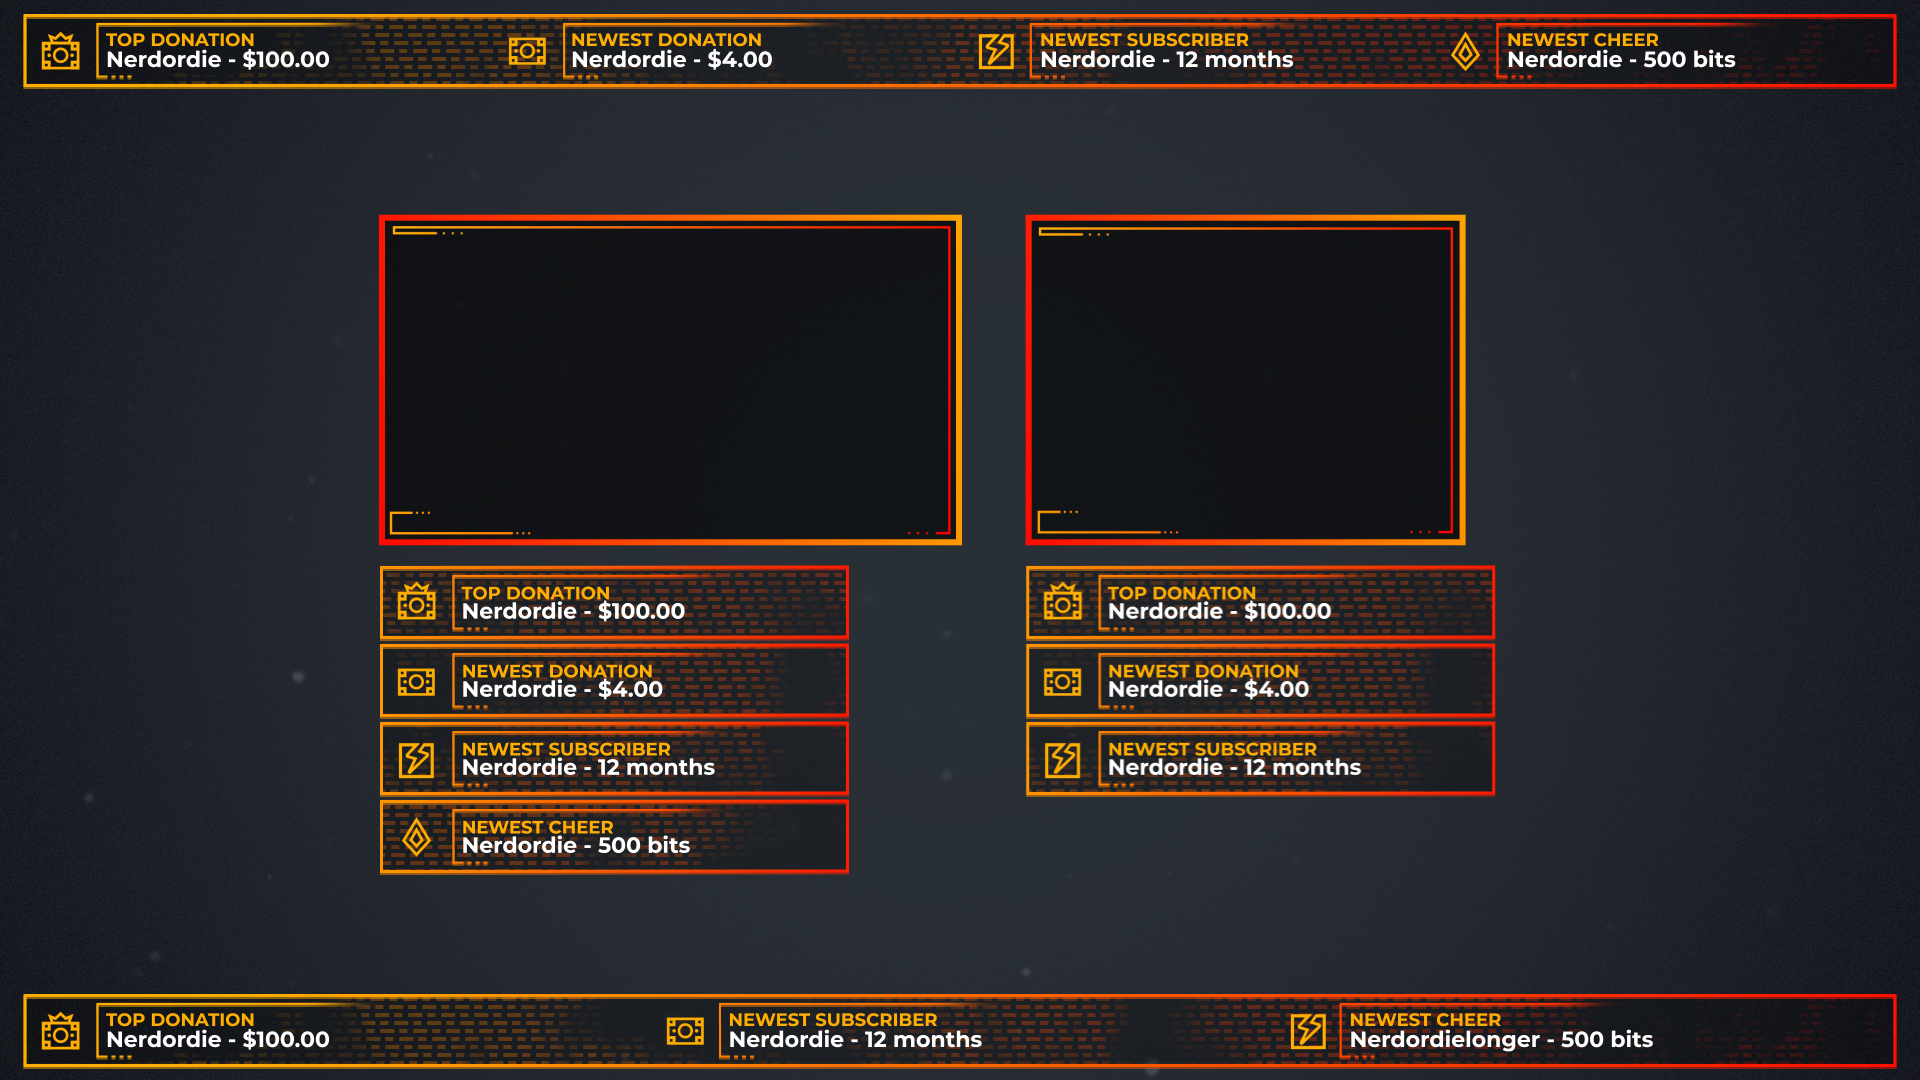 TOP DONATION
Nerdordie - $100.00
NEWEST DONATION
Nerdordie - $4.00
NEWEST SUBSCRIBER
Nerdordie - 12 months
NEWEST CHEER
Nerdordie - 500 bits
TOP DONATION
Nerdordie - $100.00
NEWEST DONATION
Nerdordie - $4.00
NEWEST SUBSCRIBER
Nerdordie - 12 months
NEWEST CHEER
Nerdordie - 500 bits
TOP DONATION
Nerdordie - $100.00
NEWEST DONATION
Nerdordie - $4.00
NEWEST SUBSCRIBER
Nerdordie - 12 months
TOP DONATION
Nerdordie - $100.00
NEWEST SUBSCRIBER
Nerdordie - 12 months
NEWEST CHEER
Nerdordielonger - 500 bits